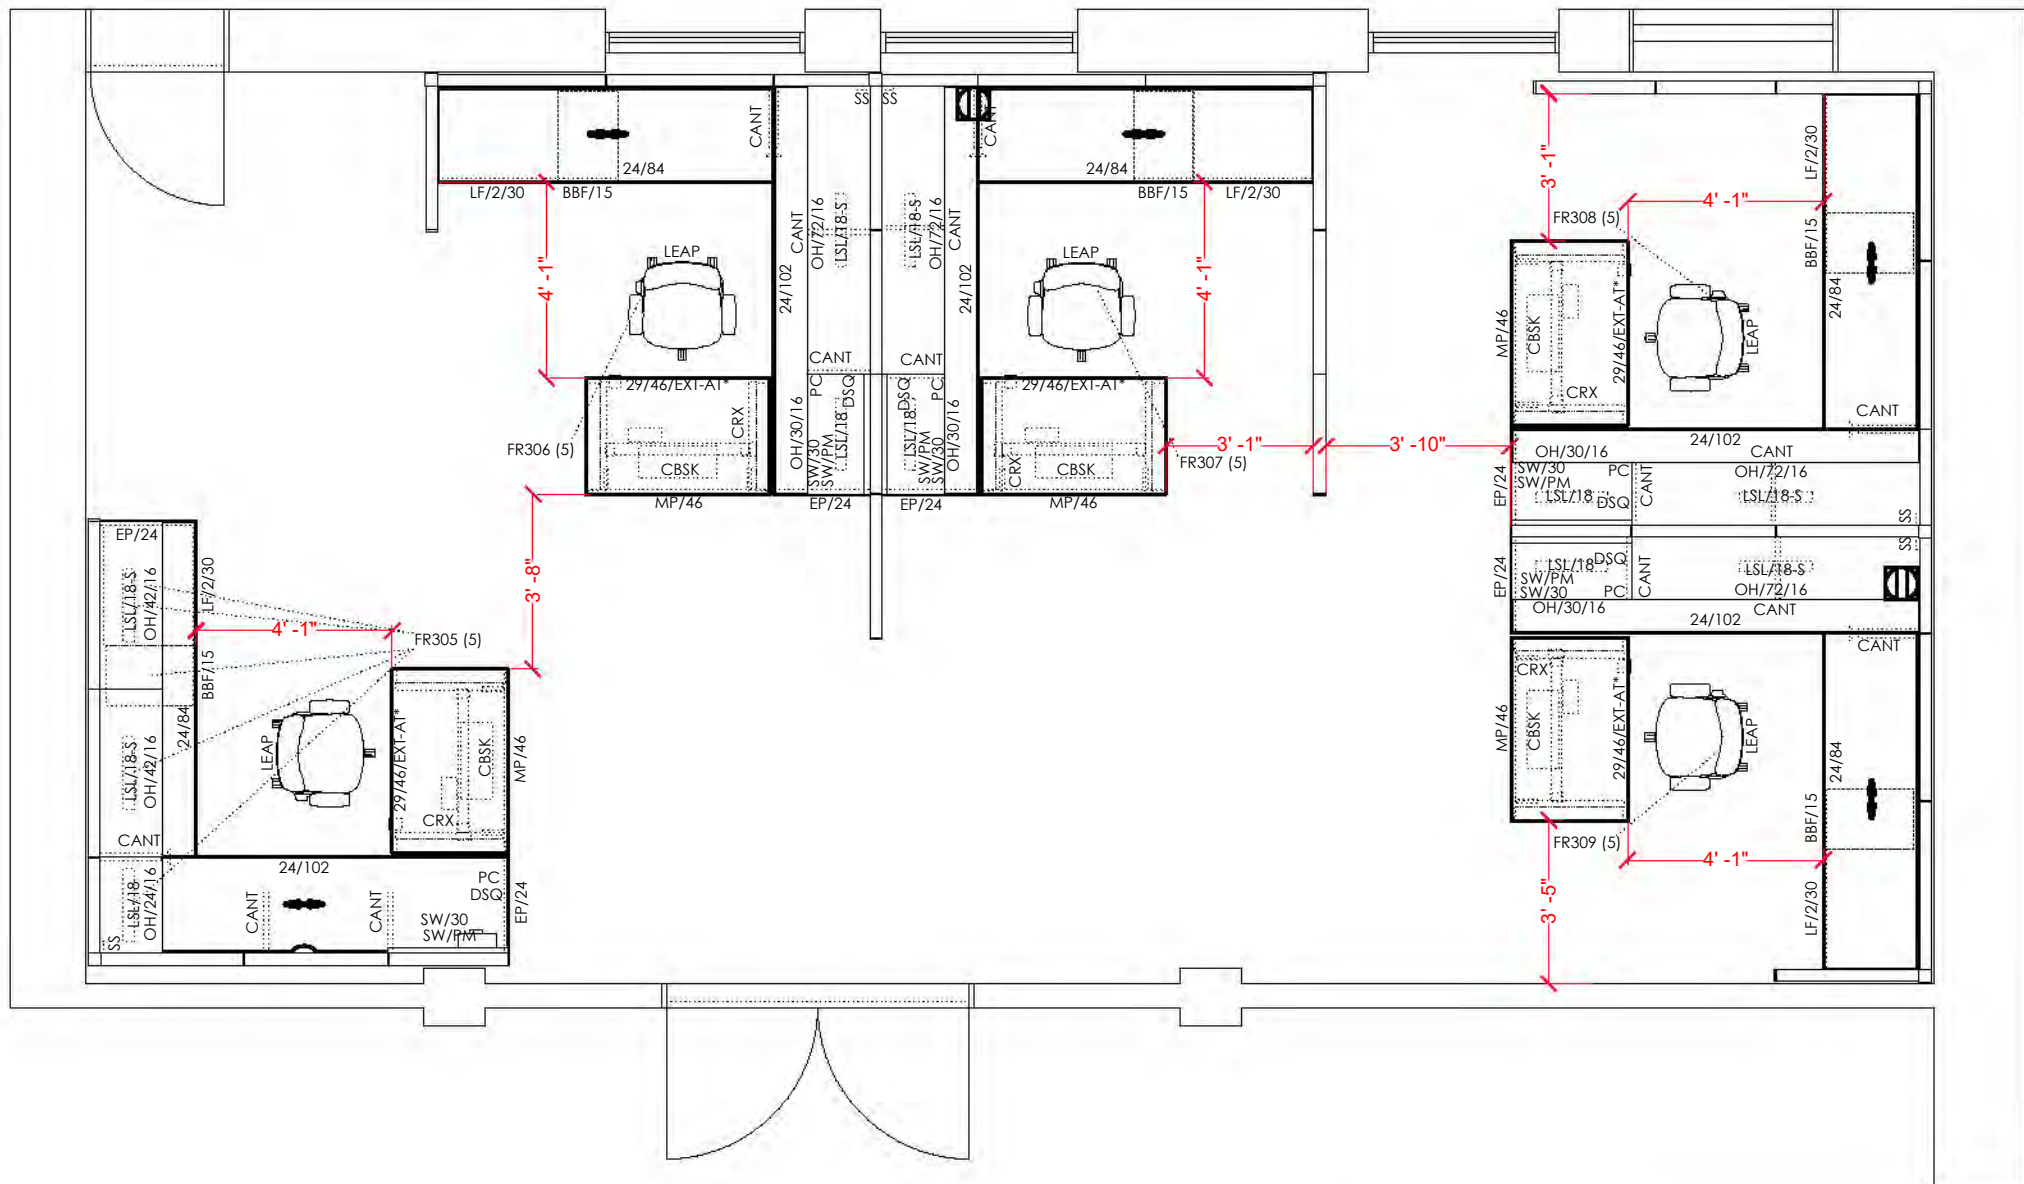 SS
SS
CANT
CANT
24/84
24/84
LF/2/30
BBF/15
BBF/15
LF/2/30
LF/2/30
3' -1"
4' -1"
FR308 (5)
BBF/15
CANT
OH/72/16
LSL/18-S
LSL/18-S
OH/72/16
CANT
LEAP
LEAP
4' -1"
4' -1"
24/102
24/102
24/84
MP/46
CBSK
29/46/EXT-AT*
LEAP
CRX
CANT
CANT
CANT
29/46/EXT-AT*
PC
DSQ
DSQ
PC
29/46/EXT-AT*
CRX
CBSK
MP/46
FR306 (5)
OH/30/16
SW/30
SW/PM
LSL/18
LSL/18
SW/PM
SW/30
OH/30/16
EP/24
EP/24
CRX
CBSK
MP/46
3' -1"
FR307 (5)
3' -10"
24/102
OH/30/16
CANT
SW/30
SW/PM
PC
OH/72/16
LSL/18
DSQ
CANT
LSL/18-S
EP/24
SS
SS
EP/24
LSL/18
DSQ
LSL/18-S
SW/PM
SW/30
PC
CANT
OH/72/16
OH/30/16
CANT
24/102
CANT
EP/24
LSL/18-S
OH/42/16
LF/2/30
4' -1"
3' -8"
FR305 (5)
BBF/15
24/84
LSL/18-S
OH/42/16
LEAP
29/46/EXT-AT*
CBSK
MP/46
CRX
CANT
24/102
LSL/18
OH/24/16
SS
CANT
CANT
PC
DSQ
SW/30
SW/PM
EP/24
CRX
MP/46
CBSK
29/46/EXT-AT*
LEAP
24/84
BBF/15
FR309 (5)
4' -1"
LF/2/30
3' -5"